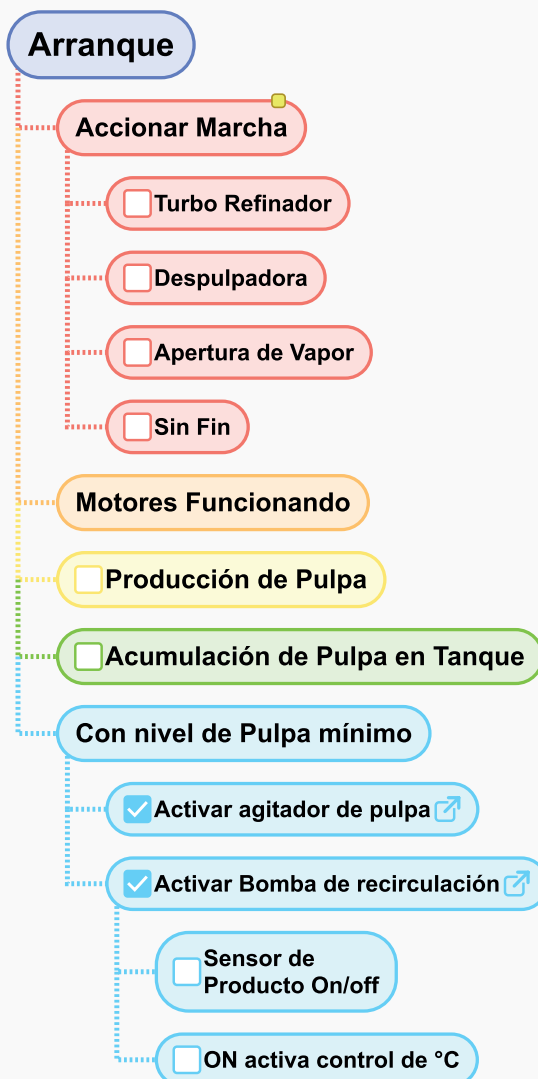 Arranque
Accionar Marcha
Turbo Refinador
Despulpadora
Apertura de Vapor
Sin Fin
Motores Funcionando
Producción de Pulpa
Acumulación de Pulpa en Tanque
Con nivel de Pulpa mínimo
Activar agitador de pulpa
Activar Bomba de recirculación
Sensor de
Producto On/off
ON activa control de °C